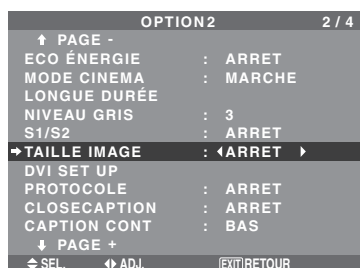 OPTION2 2/4
PAGE -
ECO ÉNERGIE : ARRET
MODE CINEMA : MARCHE
LONGUE DURÉE
NIVEAU GRIS : 3
S1/S2 : ARRET
TAILLE IMAGE : ARRET
DVI SET UP
PROTOCOLE : ARRET
CLOSECAPTION : ARRET
CAPTION CONT : BAS
PAGE +
SEL. ADJ. EXIT RETOUR